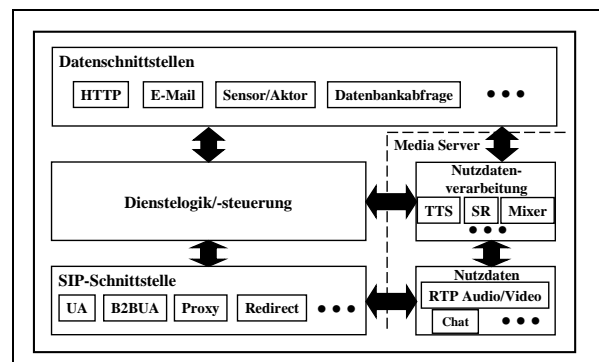 Datenschnittstellen
HTTP E-Mail Sensor/Aktor Datenbankabfrage • • •
Media Server
Dienstelogik/-steuerung
Nutzdaten-
verarbeitung
TTS SR Mixer
• • •
SIP-Schnittstelle
UA B2BUA Proxy Redirect • • •
Nutzdaten
RTP Audio/Video
Chat • • •